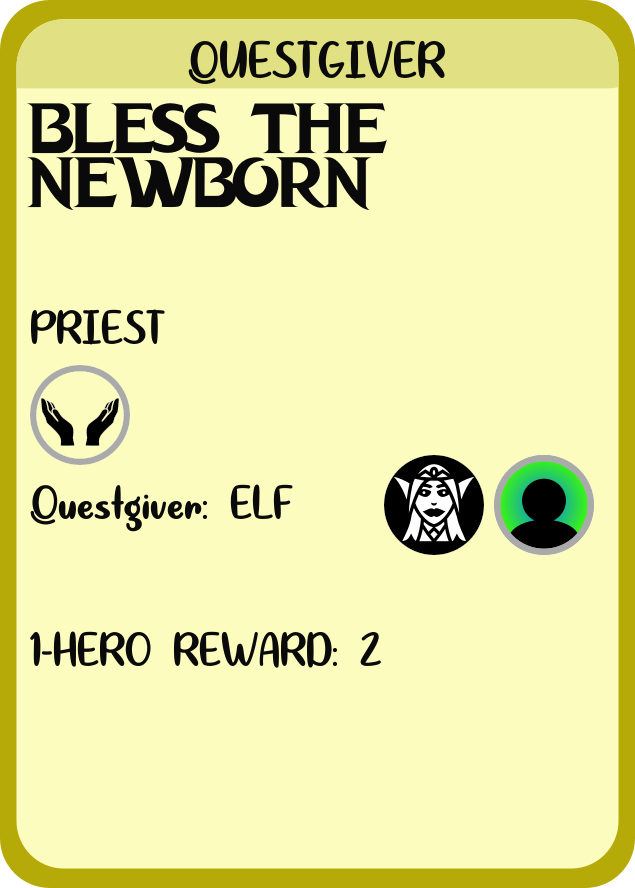 QUESTGIVER
BLESS THE
NEWBORN
PRIEST
Questgiver: ELF
1-HERO REWARD: 2